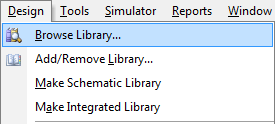 Design Tools Simulator Reports Window
Browse Library...
Add/Remove Library...
Make Schematic Library
Make Integrated Library